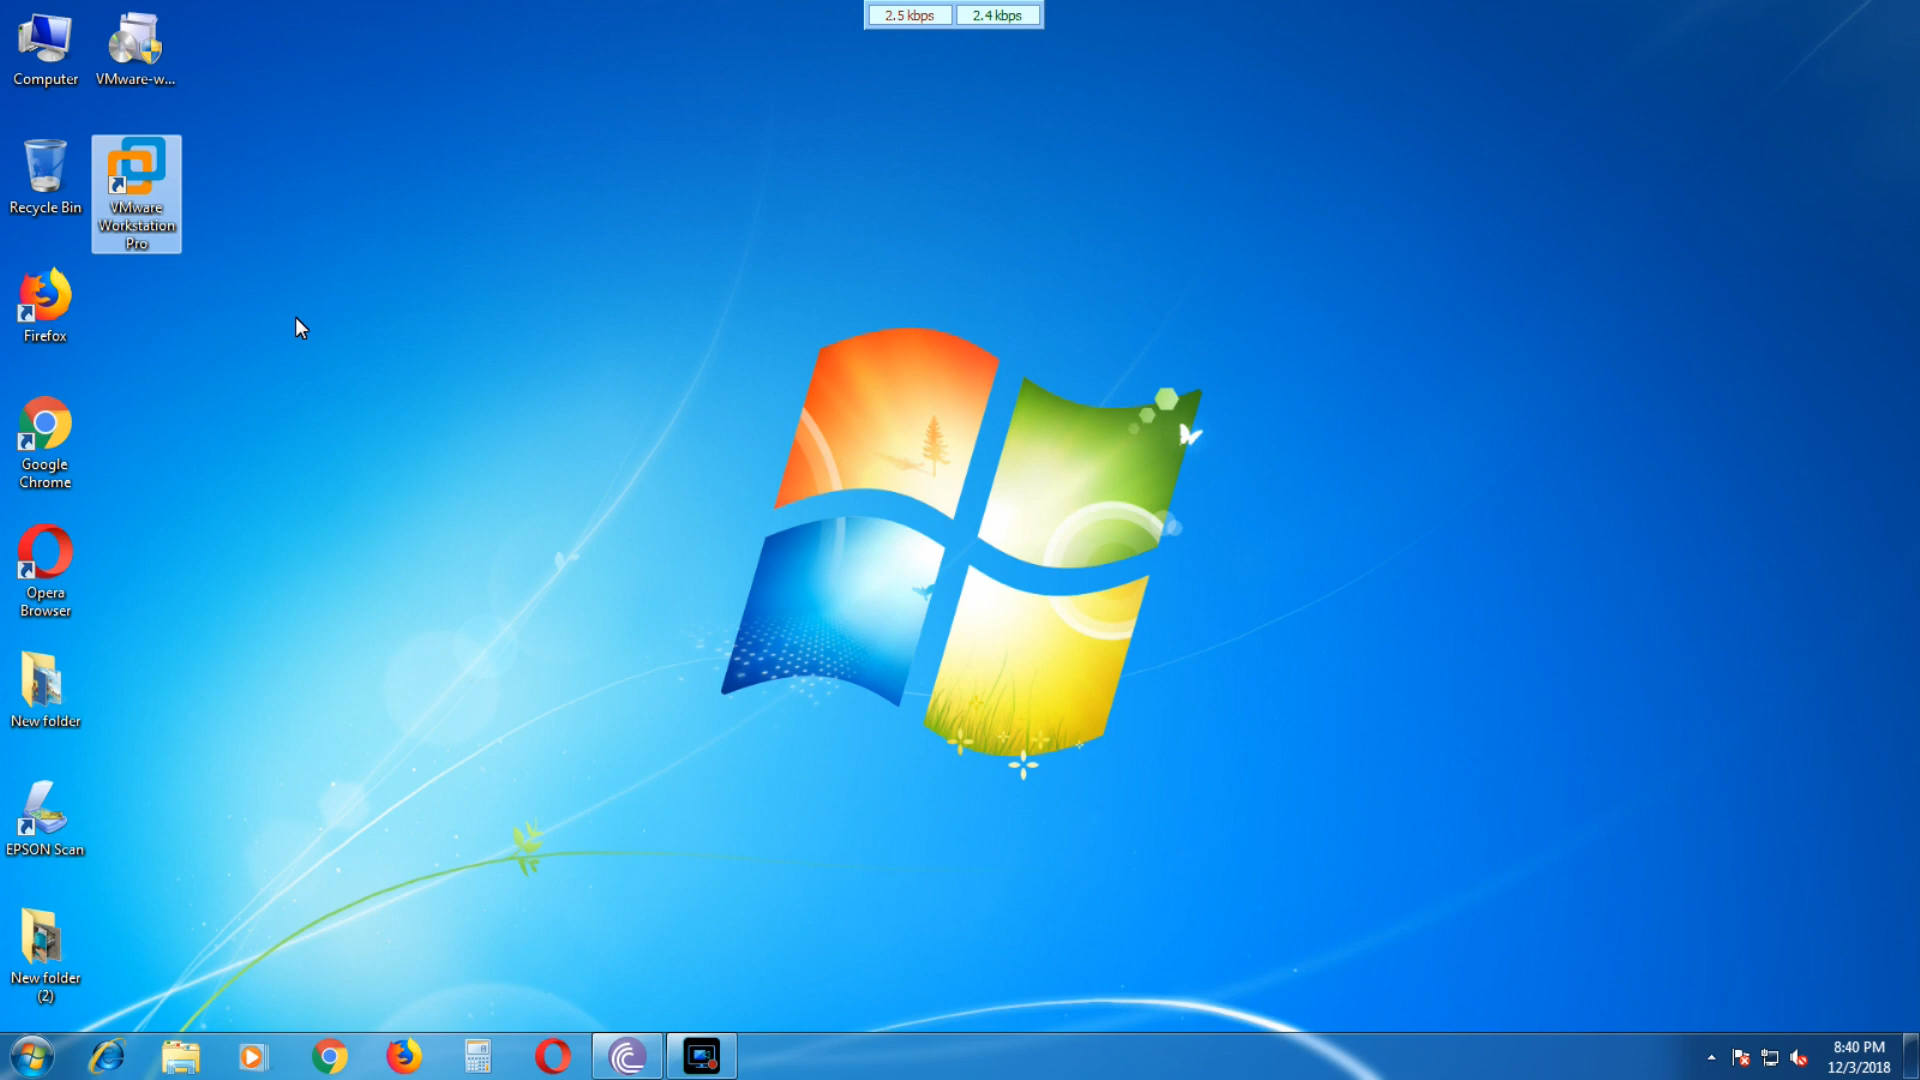 2.5 kbps
2.4 kbps
Computer
VMware-w...
Recycle Bin
VMware
Workstation
Pro
Firefox
Google
Chrome
Opera
Browser
New folder
EPSON Scan
New folder
(2)
8:40 PM
12/3/2018